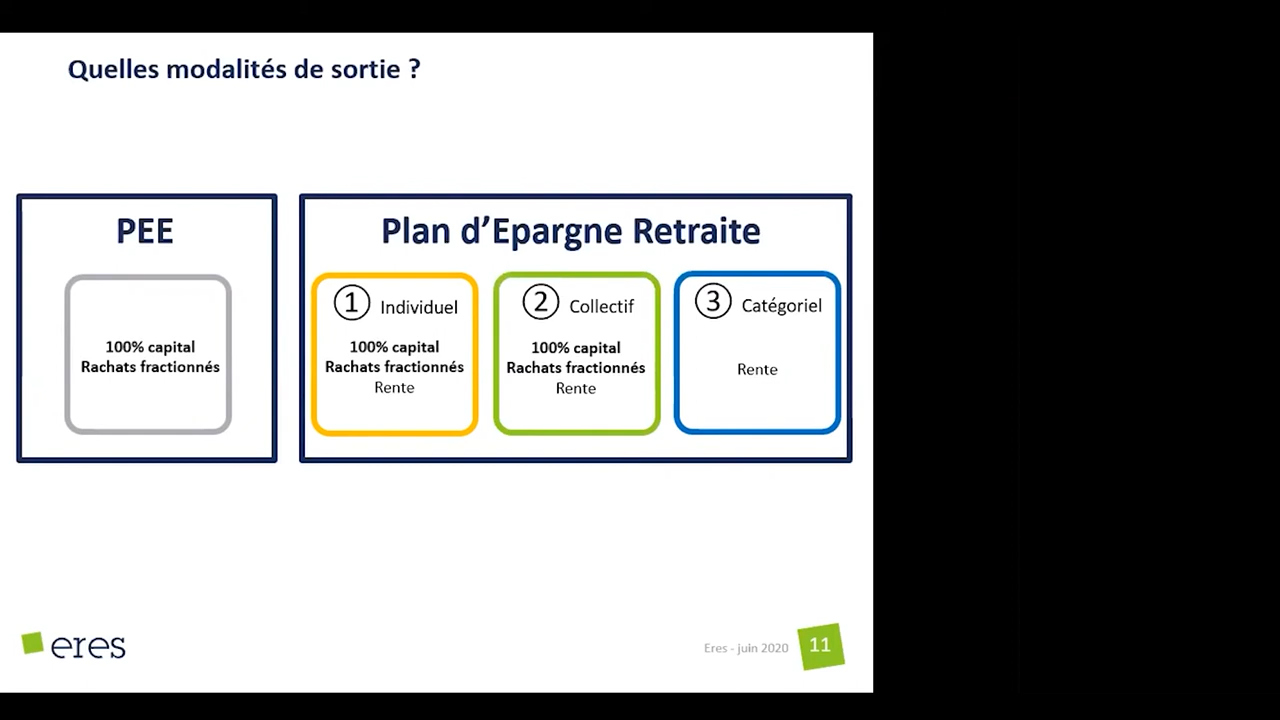 Quelles modalités de sortie ?
PEE
100% capital
Rachats fractionnés
Plan d’Epargne Retraite
1 Individuel
100% capital
Rachats fractionnés
Rente
2 Collectif
100% capital
Rachats fractionnés
Rente
3 Catégoriel
Rente
eres
Eres - juin 2020
11